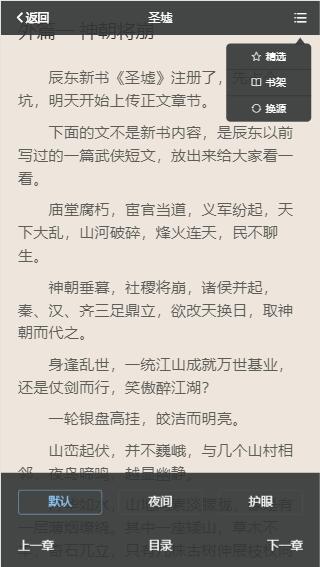 返回
圣墟
外篇一 神朝将崩
精选
书架
换源
辰东新书《圣墟》注册了，先
坑，明天开始上传正文章节。
下面的文不是新书内容，是辰东以前
写过的一篇武侠短文，放出来给大家看一
看。
庙堂腐朽，宦官当道，义军纷起，天
下大乱，山河破碎，烽火连天，民不聊
生。
神朝垂暮，社稷将崩，诸侯并起，
秦、汉、齐三足鼎立，欲改天换日，取神
朝而代之。
身逢乱世，一统江山成就万世基业，
还是仗剑而行，笑傲醉江湖？
一轮银盘高挂，皎洁而明亮。
山峦起伏，并不巍峨，与几个山村相
邻，夜鸟啼鸣，越显幽静。
默认
夜间
护眼
上一章
目录
下一章